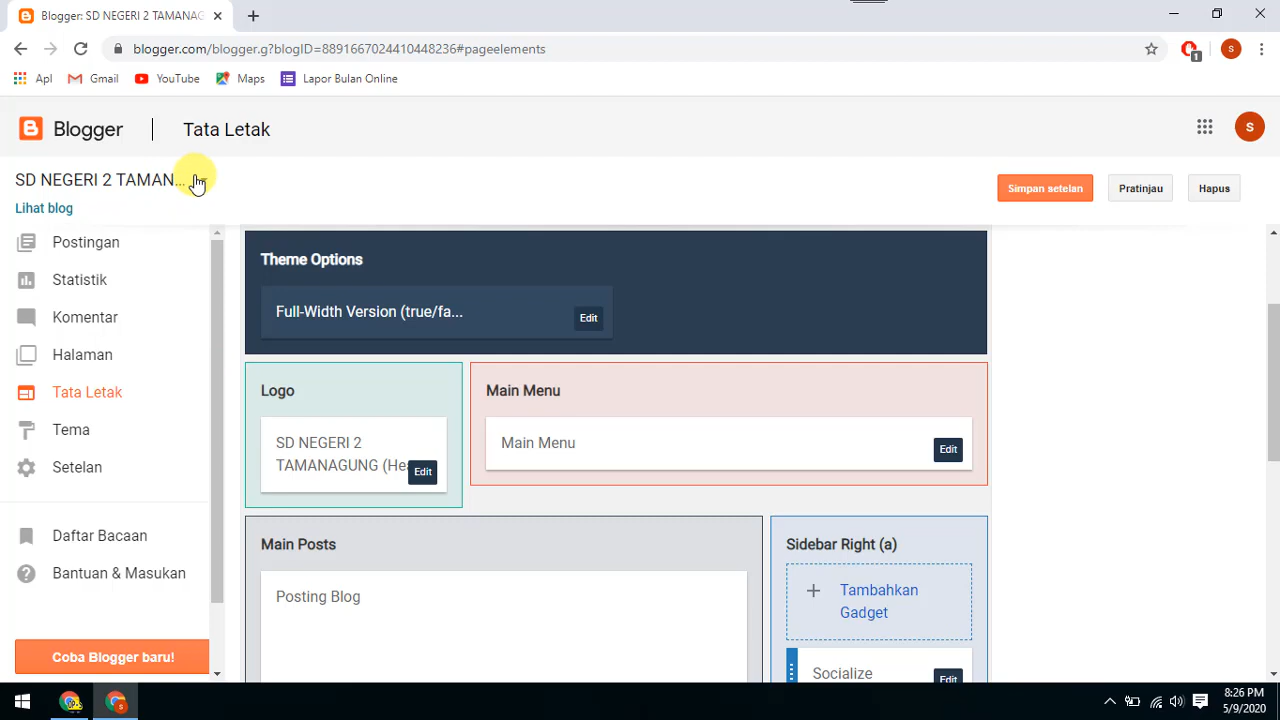 Blogger: SD NEGERI 2 TAMANAG
blogger.com/blogger.g?blogID=8891667024410448236#pageelements
1
S
Apl
Gmail
YouTube
Maps
Lapor Bulan Online
Blogger
Tata Letak
S
SD NEGERI 2 TAMAN...
Lihat blog
Simpan setelan
Pratinjau
Hapus
Postingan
Statistik
Komentar
Halaman
Tata Letak
Tema
Setelan
Daftar Bacaan
Bantuan & Masukan
Coba Blogger baru!
Theme Options
Full-Width Version (true/fa...
Edit
Logo
SD NEGERI 2
TAMANAGUNG (He
Edit
Main Menu
Main Menu
Edit
Main Posts
Posting Blog
Sidebar Right (a)
Tambahkan
Gadget
Socialize
Edit
8:26 PM
5/9/2020